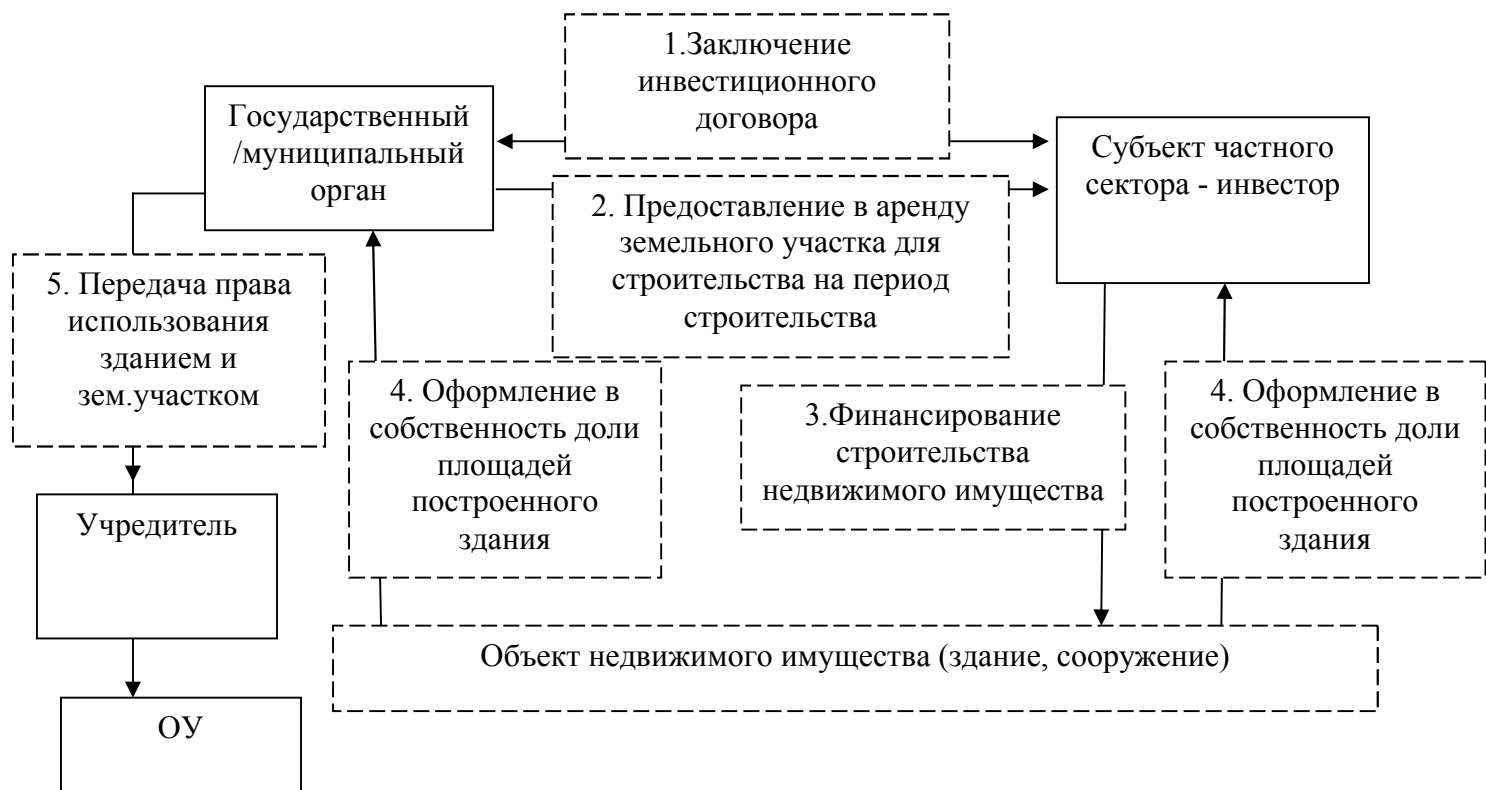 1.Заключение
инвестиционного
договора
Государственный
/муниципальный
орган
Субъект частного
сектора - инвестор
2. Предоставление в аренду
земельного участка для
строительства на период
строительства
5. Передача права
использования
зданием и
зем.участком
4. Оформление в
собственность доли
площадей
построенного
здания
3.Финансирование
строительства
недвижимого имущества
4. Оформление в
собственность доли
площадей
построенного
здания
Учредитель
Объект недвижимого имущества (здание, сооружение)
ОУ